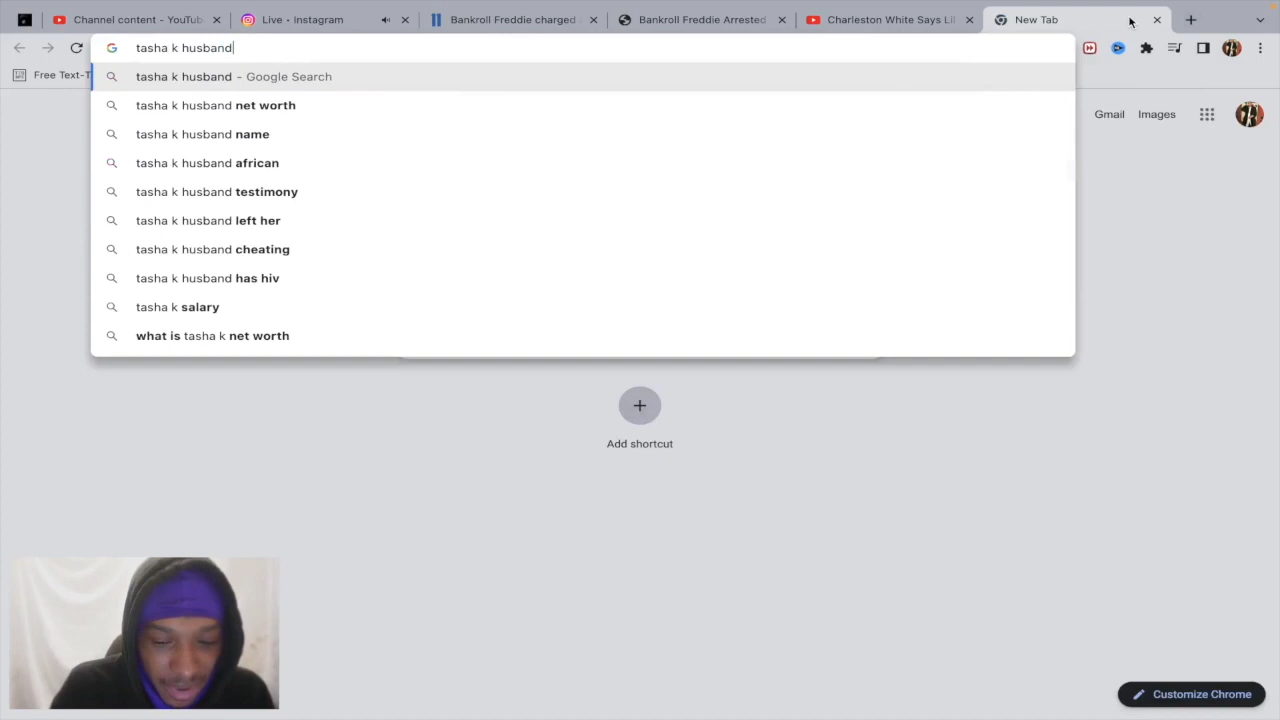 Channel content - YouTub
Live • Instagram
Bankroll Freddie charged
Bankroll Freddie Arrested
Charleston White Says Lil
New Tab
tasha k husband
Free Text-T
tasha k husband - Google Search
tasha k husband net worth
tasha k husband name
tasha k husband african
tasha k husband testimony
tasha k husband left her
tasha k husband cheating
tasha k husband has hiv
tasha k salary
what is tasha k net worth
Gmail
Images
Add shortcut
Customize Chrome